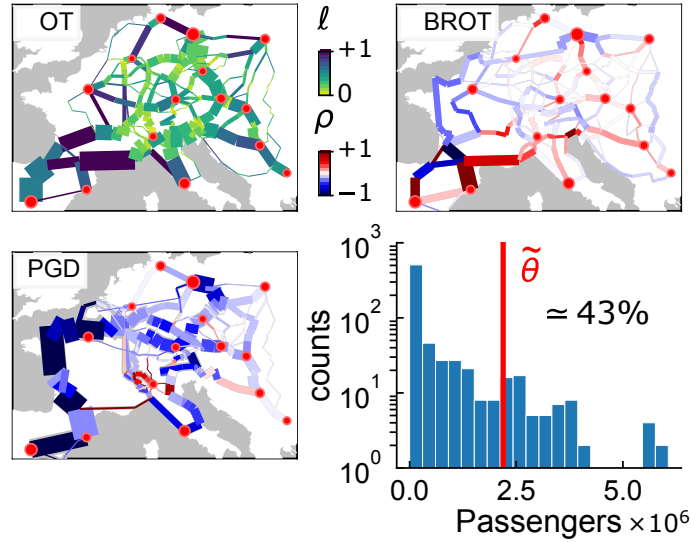 OT
ℓ
+1
0
ρ
+1
−1
BROT
PGD
10³
10²
10¹
10⁰
counts
θ̃
≃ 43%
0.0
2.5
5.0
Passengers ×10⁶